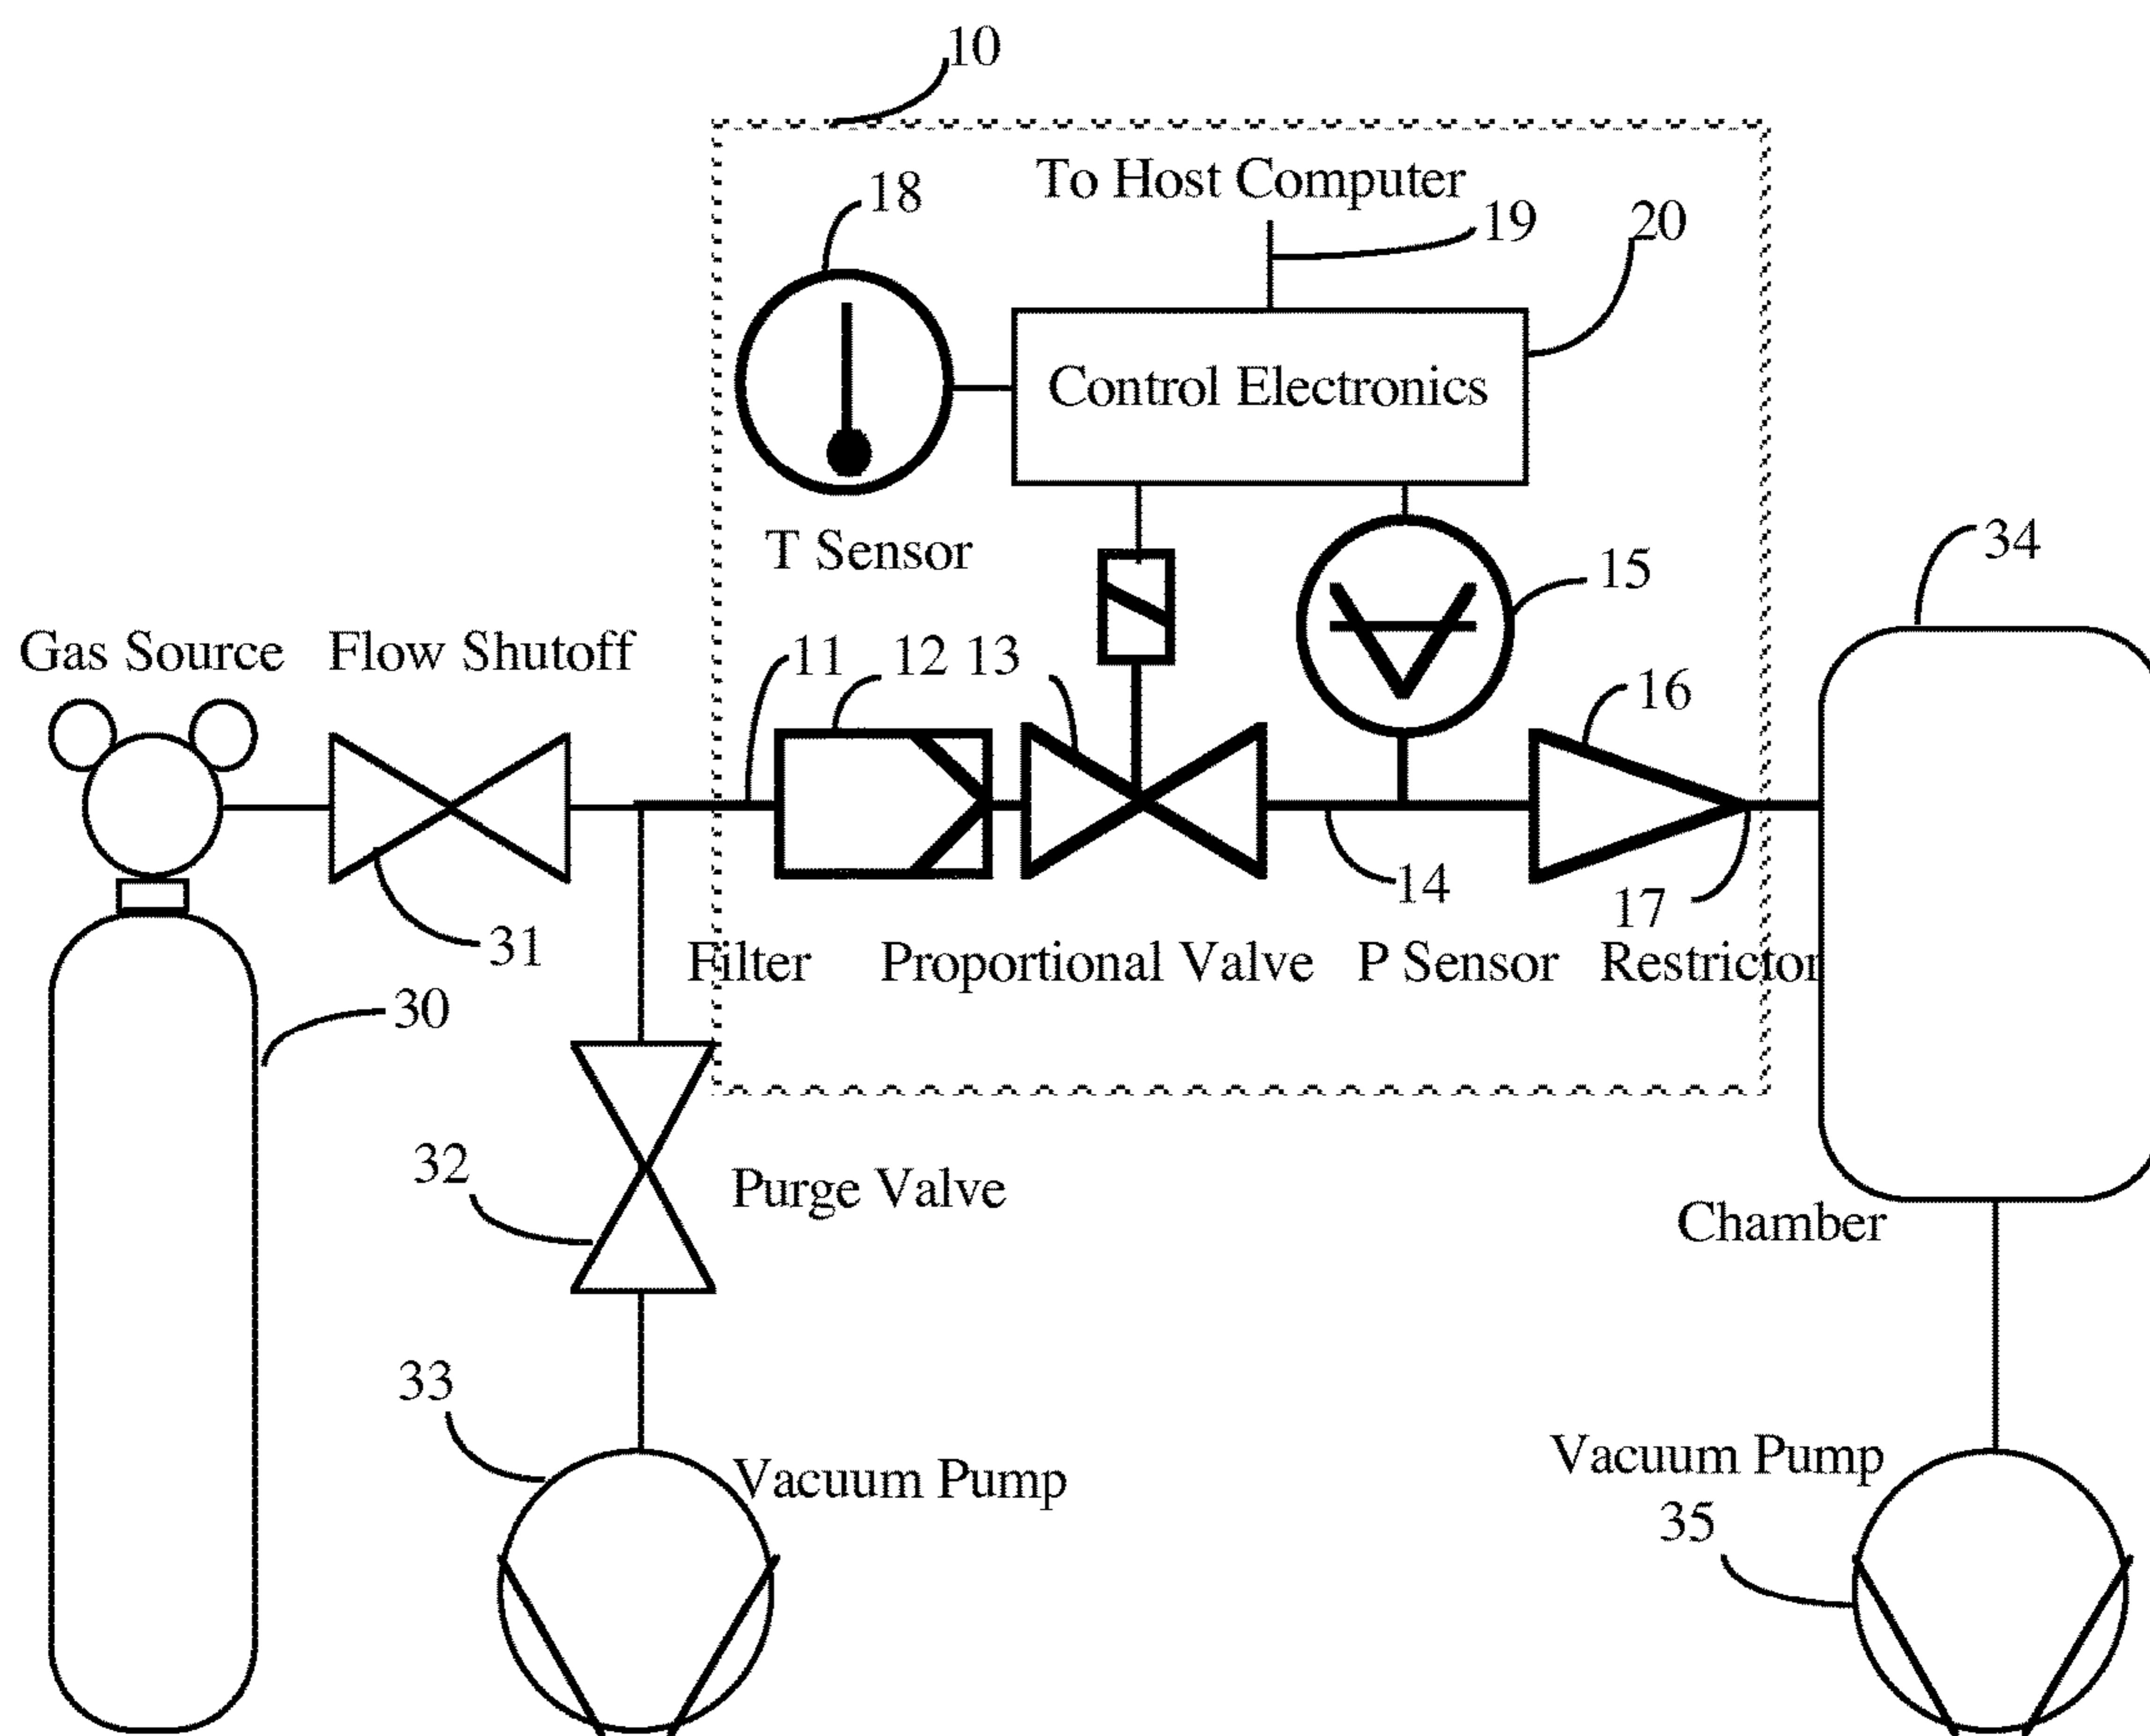 10
To Host Computer
18
19
20
Control Electronics
T Sensor
15
34
Gas Source
Flow Shutoff
11
12
13
16
14
17
31
Filter
Proportional Valve
P Sensor
Restrictor
30
32
Purge Valve
Chamber
33
Vacuum Pump
Vacuum Pump
35